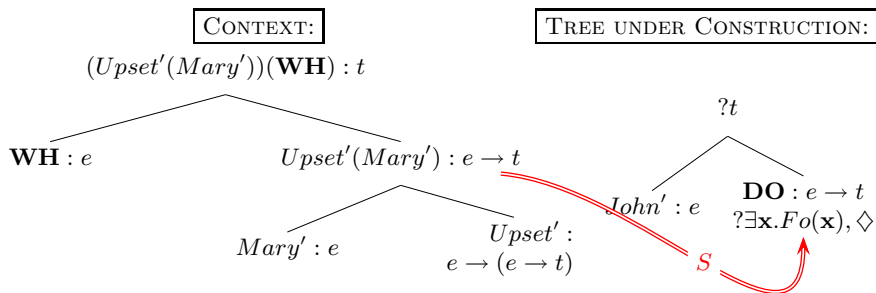 CONTEXT:
TREE UNDER CONSTRUCTION:
(Upset′(Mary′))(WH) : t
?t
WH : e
Upset′(Mary′) : e → t
John′ : e
DO : e → t
?∃x.Fo(x), ♢
Mary′ : e
Upset′ :
e → (e → t)
S